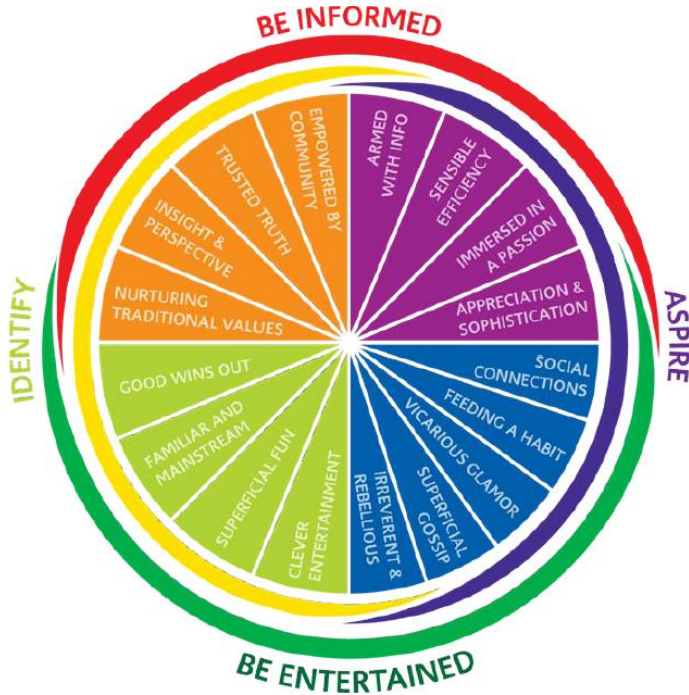 BE INFORMED
EMPOWERED BY
COMMUNITY
ARMED
WITH INFO
TRUSTED TRUTH
SENSIBLE
EFFICIENCY
INSIGHT &
PERSPECTIVE
IMMERSED IN
A PASSION
NURTURING
TRADITIONAL VALUES
APPRECIATION &
SOPHISTICATION
IDENTIFY
ASPIRE
GOOD WINS OUT
SOCIAL
CONNECTIONS
FAMILIAR AND
MAINSTREAM
FEEDING A HABIT
SUPERFICIAL FUN
VICARIOUS GLAMOR
CLEVER
ENTERTAINMENT
IRREVERENT &
REBELLIOUS
SUPERFICIAL
GOSSIP
BE ENTERTAINED